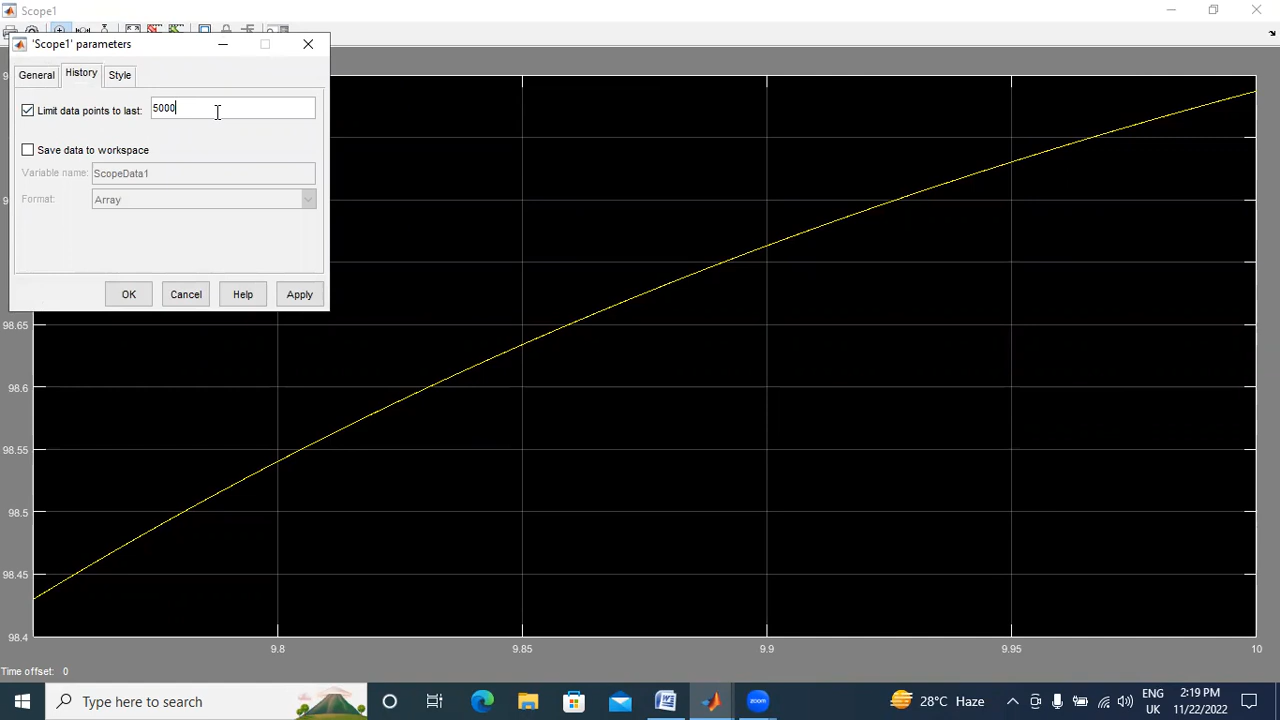 Scope1
'Scope1' parameters
General
History
Style
Limit data points to last:
5000
Save data to workspace
Variable name:
ScopeData1
Format:
Array
OK
Cancel
Help
Apply
98.65
98.6
98.55
98.5
98.45
98.4
9.8
9.85
9.9
9.95
10
Time offset: 0
Type here to search
28°C Haze
ENG
UK
2:19 PM
11/22/2022
zoom